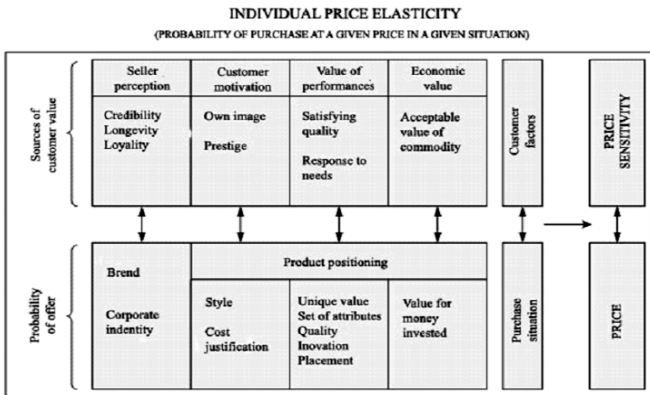 INDIVIDUAL PRICE ELASTICITY
(PROBABILITY OF PURCHASE AT A GIVEN PRICE IN A GIVEN SITUATION)
Sources of
customer value
Seller
perception
Credibility
Longevity
Loyality
Customer
motivation
Own image
Prestige
Value of
performances
Satisfying
quality
Response to
needs
Economic
value
Acceptable
value of
commodity
Customer
factors
PRICE
SENSITIVITY
Probability
of offer
Brend
Corporate
indentity
Product positioning
Style
Cost
justification
Unique value
Set of attributes
Quality
Inovation
Placement
Value for
money
invested
Purchase
situation
PRICE